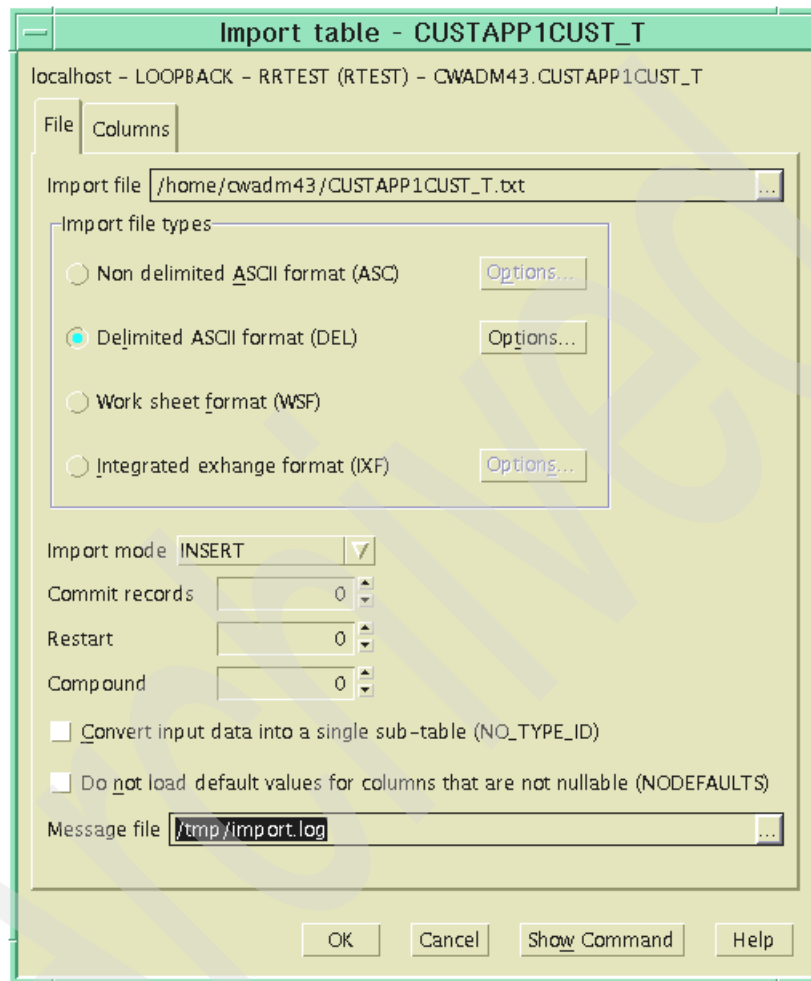 Import table - CUSTAPP1CUST_T
localhost - LOOPBACK - RRTEST (RTEST) - CWADM43.CUSTAPP1CUST_T
File Columns
Import file /home/cwadm43/CUSTAPP1CUST_T.txt ...
Import file types
Non delimited ASCII format (ASC) Options...
Delimited ASCII format (DEL) Options...
Work sheet format (WSF)
Integrated exhange format (IXF) Options...
Import mode INSERT
Commit records 0
Restart 0
Compound 0
Convert input data into a single sub-table (NO_TYPE_ID)
Do not load default values for columns that are not nullable (NODEFAULTS)
Message file /tmp/import.log ...
OK Cancel Show Command Help